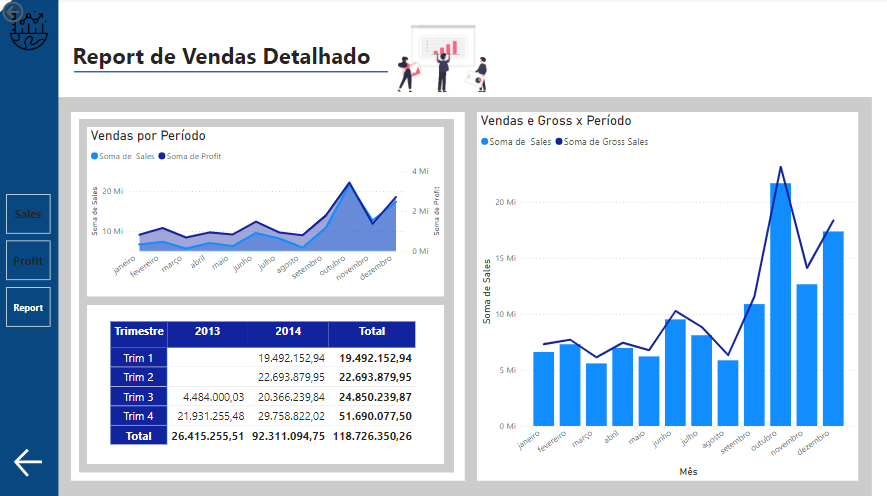 Report de Vendas Detalhado
Sales
Profit
Report
Vendas por Período
Soma de Sales Soma de Profit
Soma de Sales
20 Mi
10 Mi
4 Mi
2 Mi
0 Mi
Soma de Profit
janeiro fevereiro março abril maio junho julho agosto setembro outubro novembro dezembro
Trimestre 2013 2014 Total
Trim 1 19.492.152,94 19.492.152,94
Trim 2 22.693.879,95 22.693.879,95
Trim 3 4.484.000,03 20.366.239,84 24.850.239,87
Trim 4 21.931.255,48 29.758.822,02 51.690.077,50
Total 26.415.255,51 92.311.094,75 118.726.350,26
Vendas e Gross x Período
Soma de Sales Soma de Gross Sales
Soma de Sales
20 Mi
15 Mi
10 Mi
5 Mi
0 Mi
janeiro fevereiro março abril maio junho julho agosto setembro outubro novembro dezembro
Mês